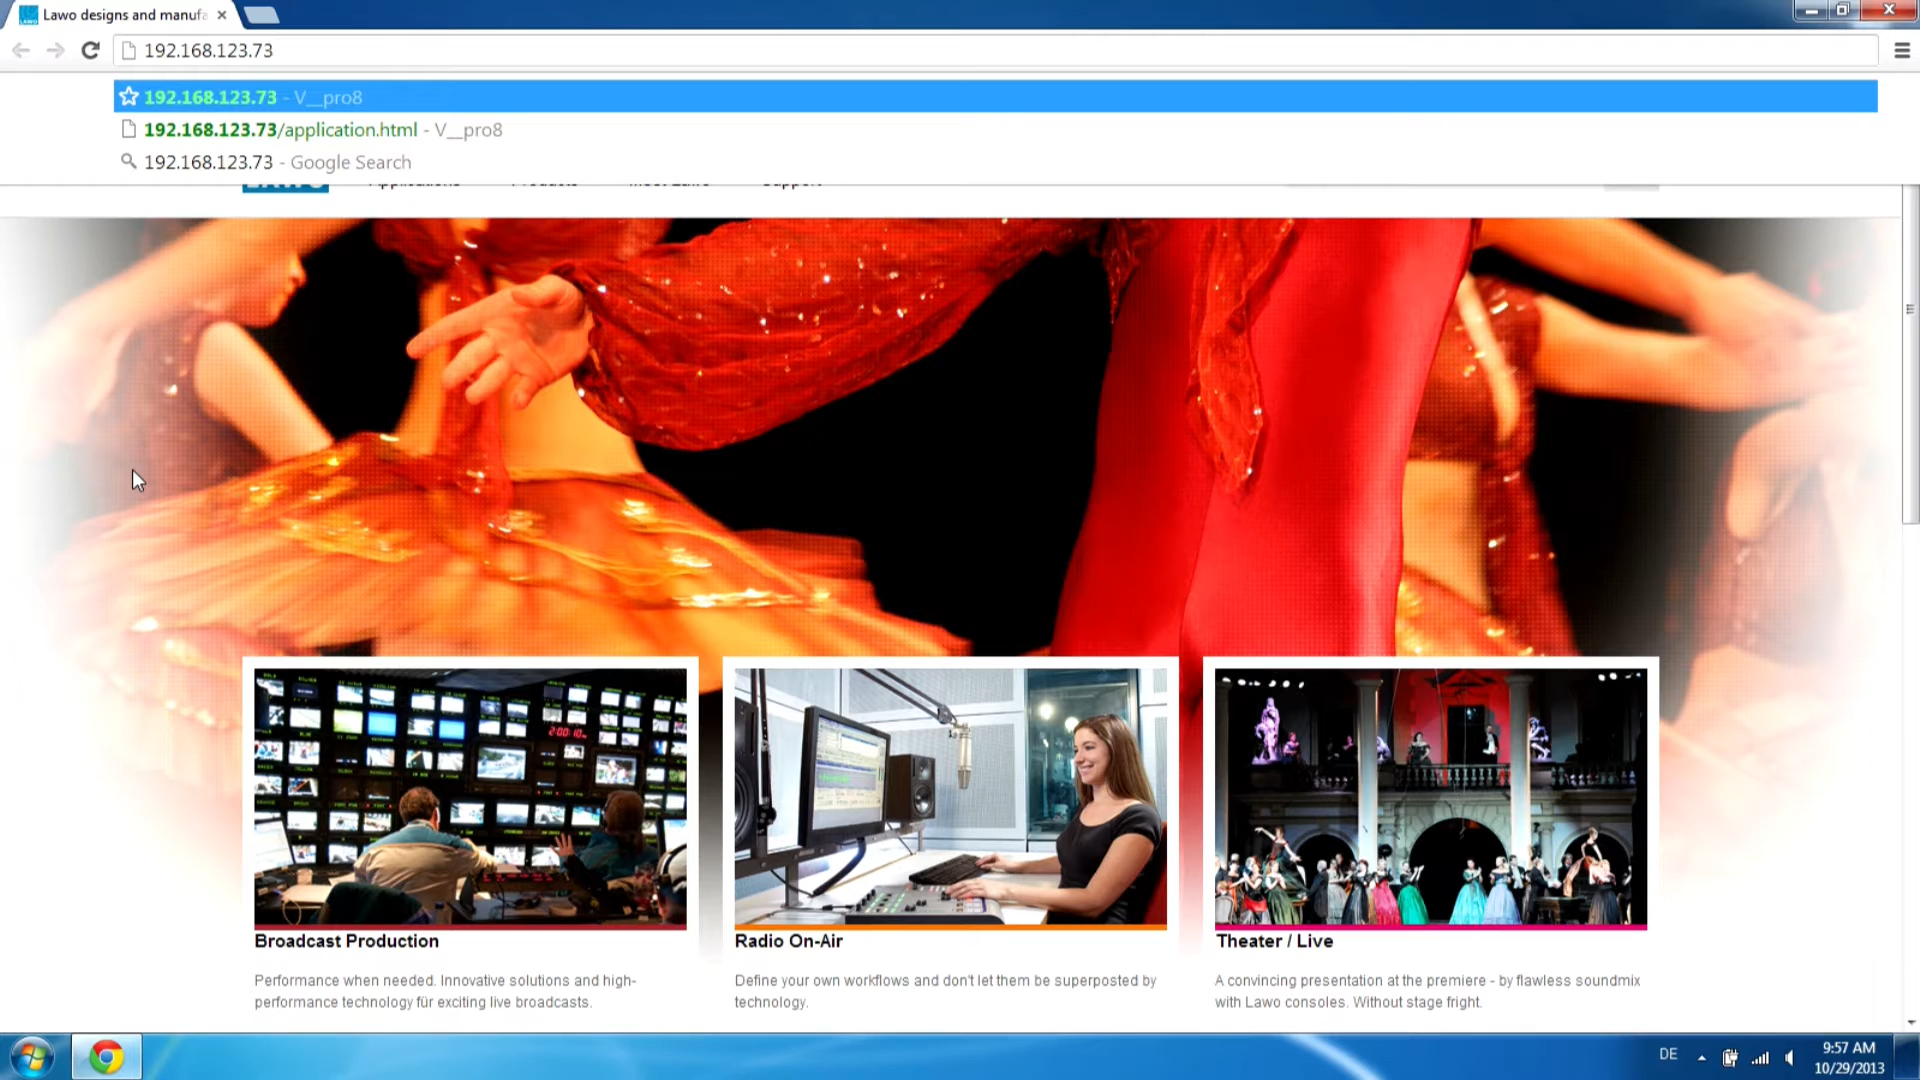 Lawo designs and manufa
192.168.123.73
192.168.123.73 - V__pro8
192.168.123.73/application.html - V__pro8
192.168.123.73 - Google Search
Broadcast Production
Radio On-Air
Theater / Live
Performance when needed. Innovative solutions and high-
performance technology für exciting live broadcasts.
Define your own workflows and don't let them be superposted by
technology.
A convincing presentation at the premiere - by flawless soundmix
with Lawo consoles. Without stage fright.
DE
9:57 AM
10/29/2013